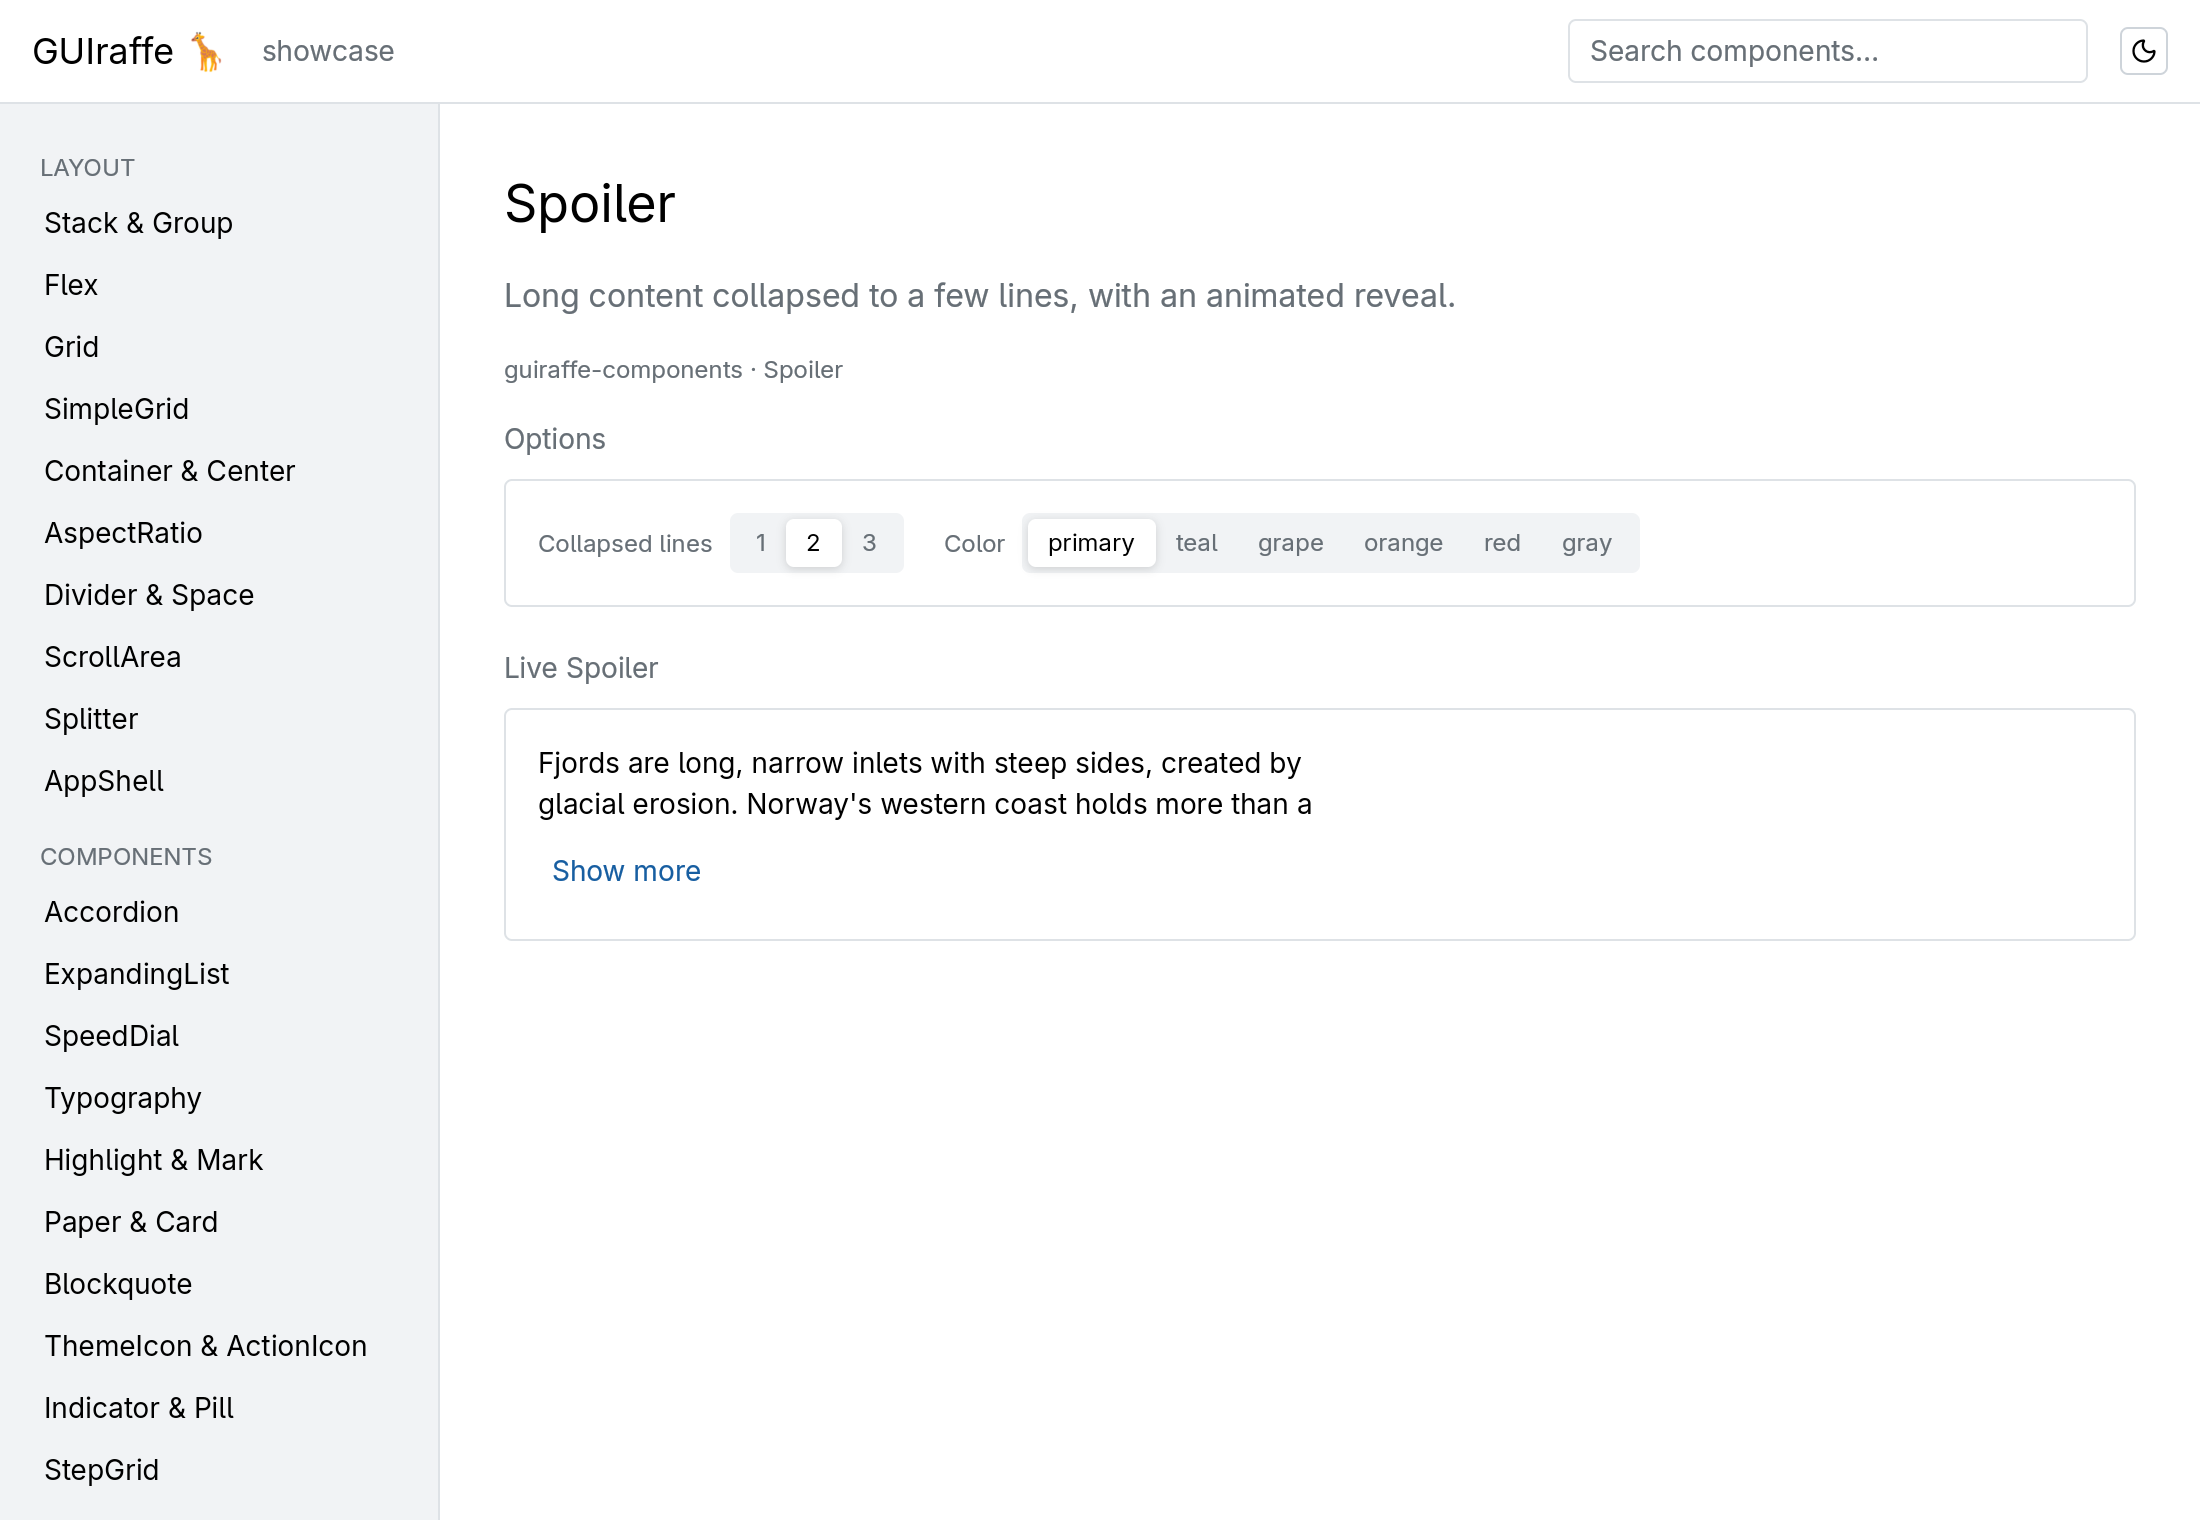 GUIraffe 🦒 showcase
Search components...
LAYOUT
Stack & Group
Flex
Grid
SimpleGrid
Container & Center
AspectRatio
Divider & Space
ScrollArea
Splitter
AppShell
COMPONENTS
Accordion
ExpandingList
SpeedDial
Typography
Highlight & Mark
Paper & Card
Blockquote
ThemeIcon & ActionIcon
Indicator & Pill
StepGrid
Spoiler
Long content collapsed to a few lines, with an animated reveal.
guiraffe-components · Spoiler
Options
Collapsed lines 1 2 3 Color primary teal grape orange red gray
Live Spoiler
Fjords are long, narrow inlets with steep sides, created by
glacial erosion. Norway's western coast holds more than a
Show more